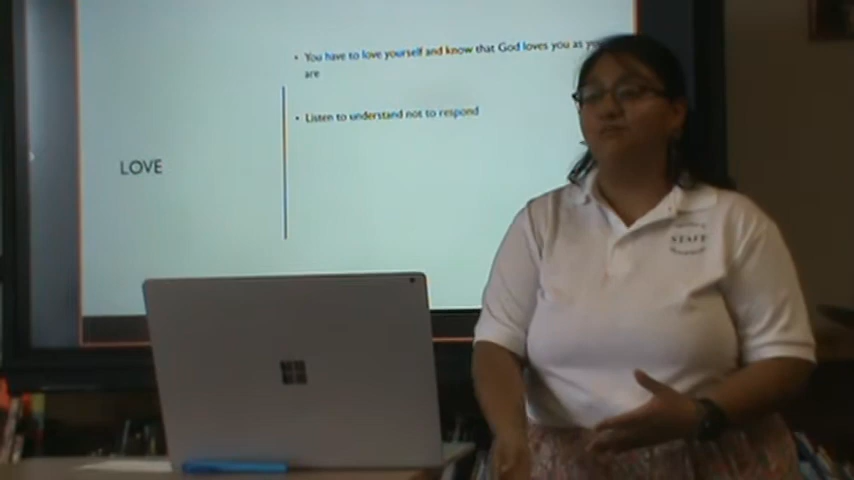 • You have to love yourself and know that God loves you as
are
• Listen to understand not to respond
LOVE
STAFF